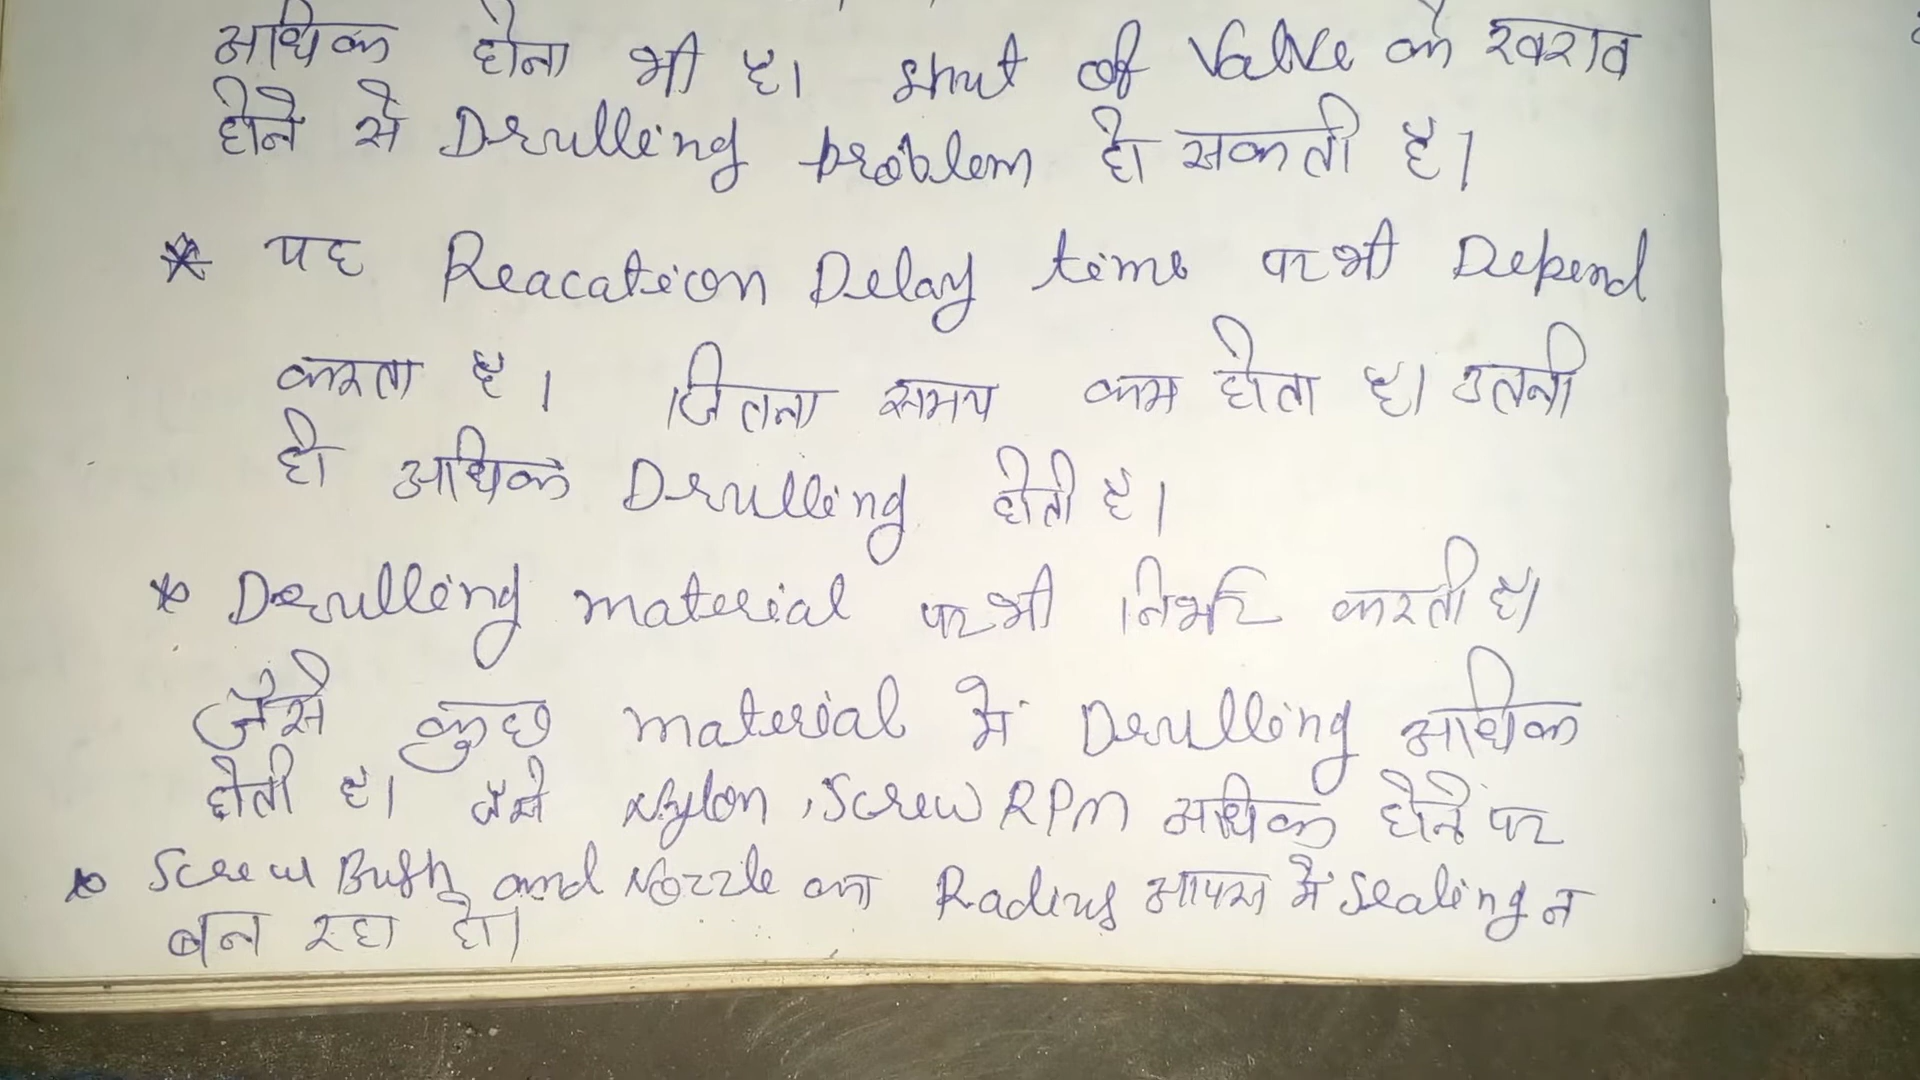 अधिक होना भी है। shut off Valve के खराब
होने से Drulling problem हो सकती है।
* यह Reacation Delay time पर भी Depend
करता है। जितना समय कम होता है। उतनी
ही अधिक Drulling होती है।
* Drulling material पर भी निर्भर करती है।
जैसे कुछ material में Drulling अधिक
होती है। जैसे Nylon, Screw RPM अधिक होने पर
* Screw Bush and Nozzle का Radius आपस में Sealing न
बन रहा हो।